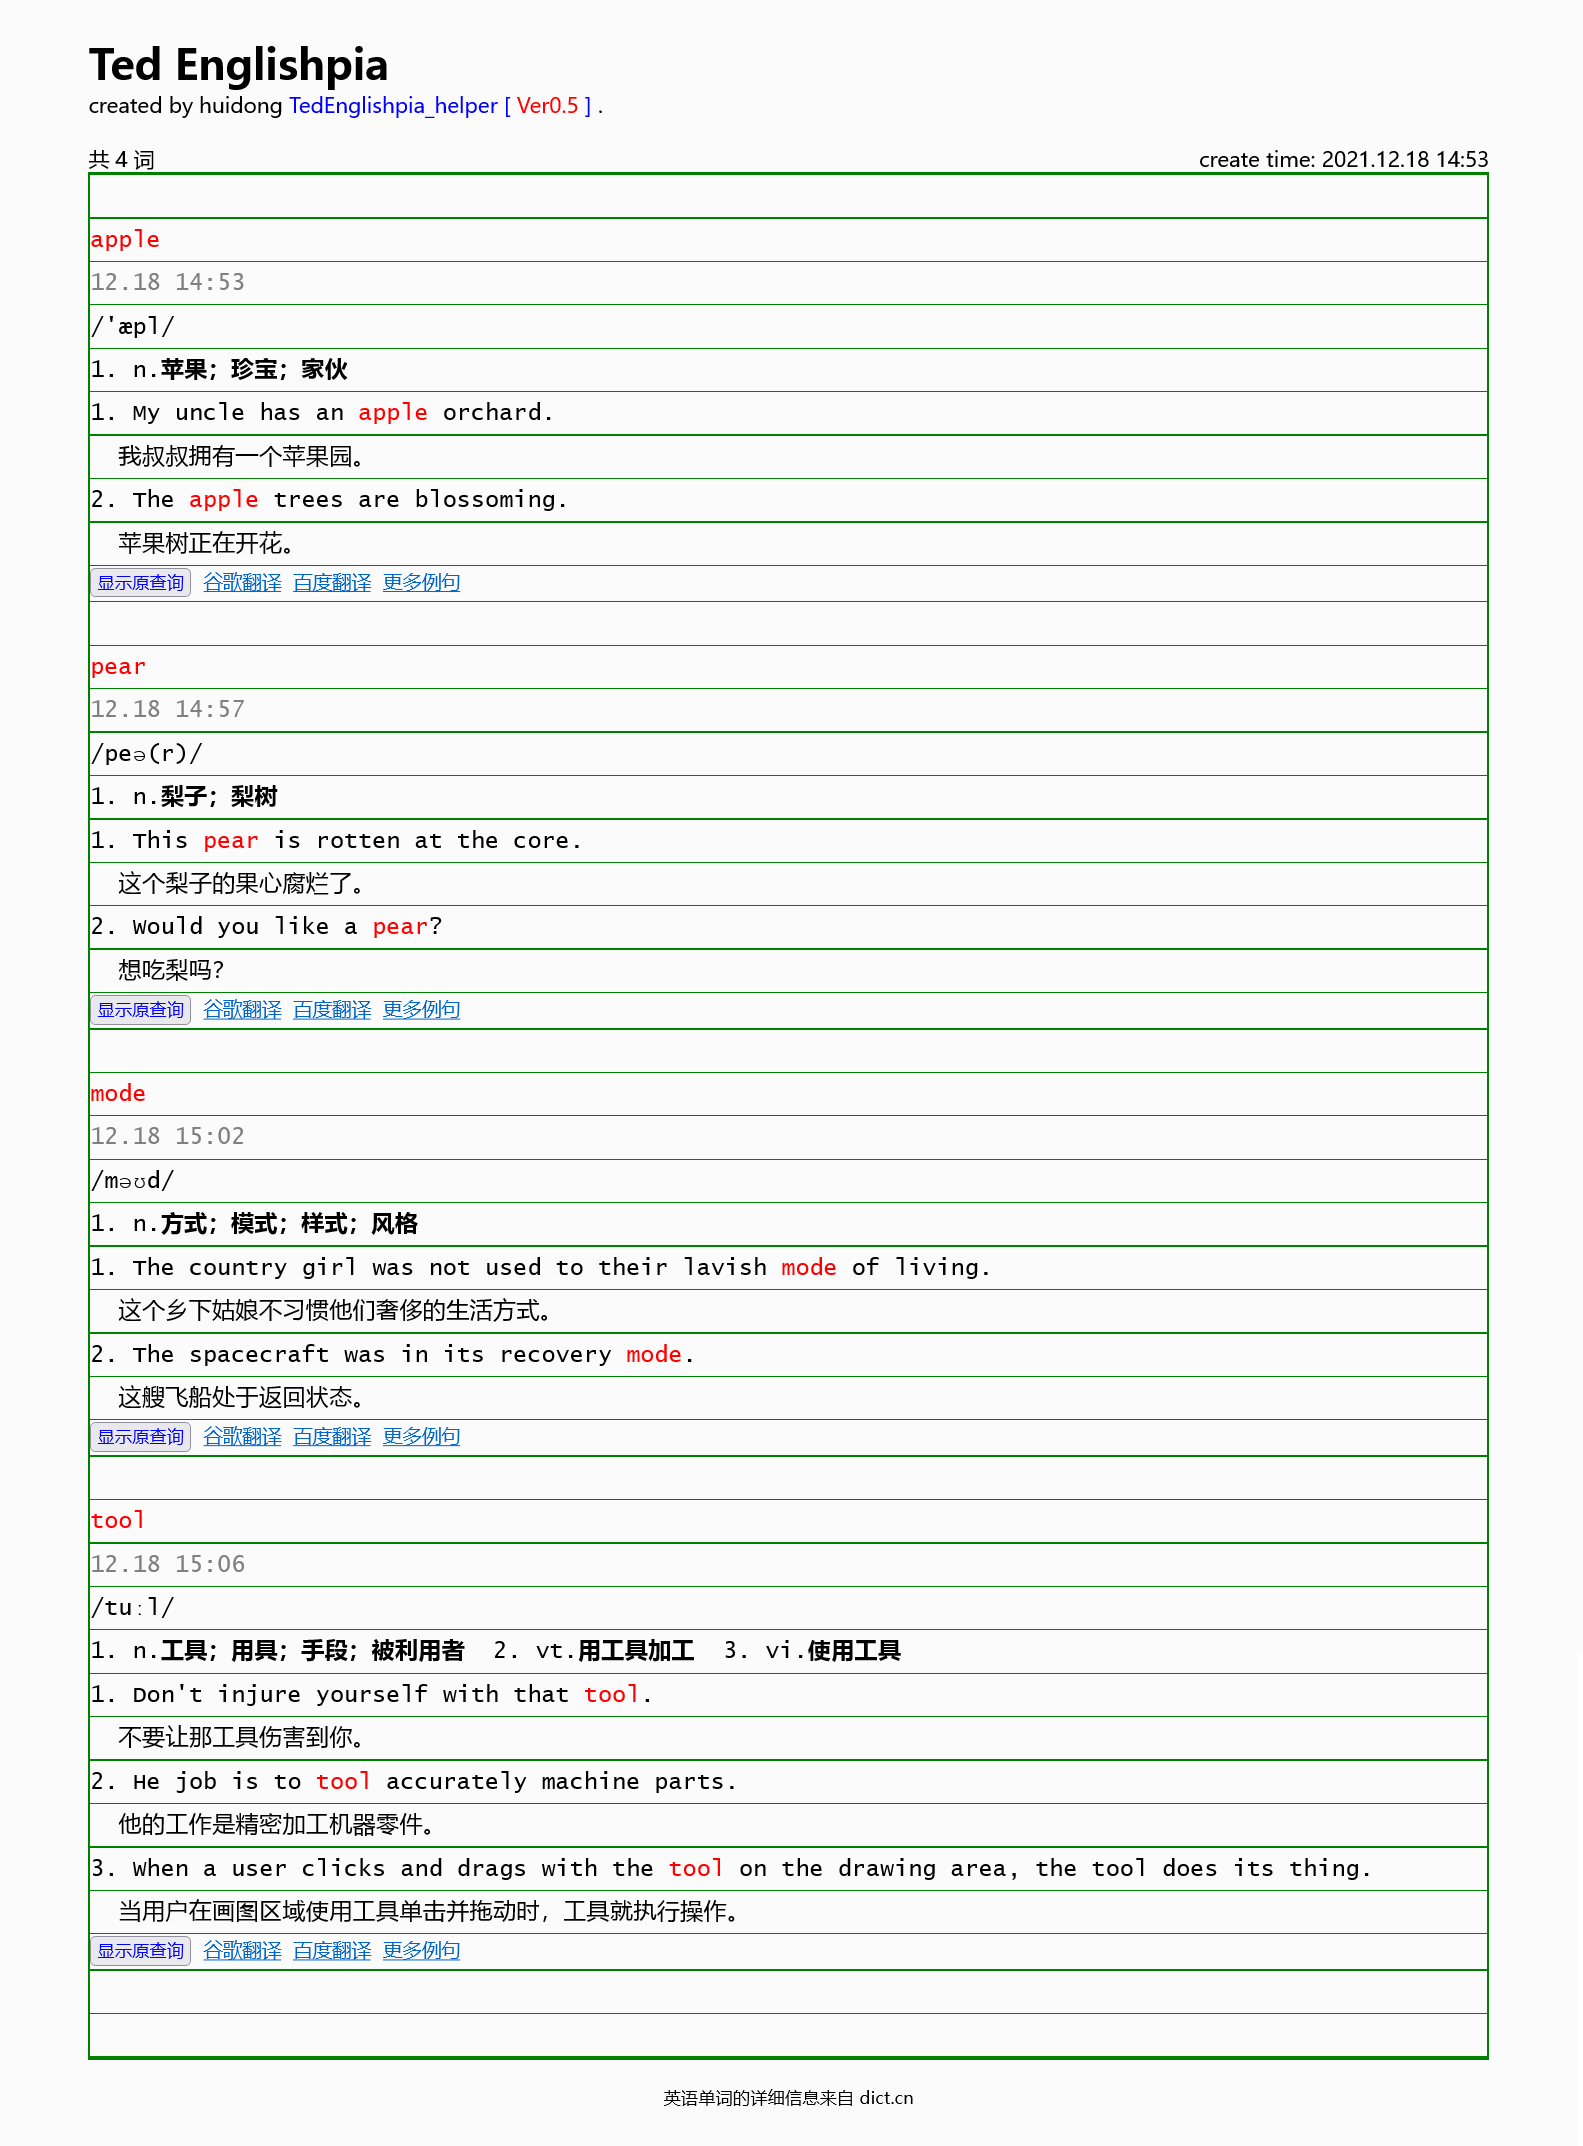 Ted Englishpia
created by huidong TedEnglishpia_helper [ Ver0.5 ] .
共 4 词 create time: 2021.12.18 14:53
apple
12.18 14:53
/'æpl/
1. n.苹果；珍宝；家伙
1. My uncle has an apple orchard.
我叔叔拥有一个苹果园。
2. The apple trees are blossoming.
苹果树正在开花。
显示原查询 谷歌翻译 百度翻译 更多例句
pear
12.18 14:57
/peə(r)/
1. n.梨子；梨树
1. This pear is rotten at the core.
这个梨子的果心腐烂了。
2. Would you like a pear?
想吃梨吗？
显示原查询 谷歌翻译 百度翻译 更多例句
mode
12.18 15:02
/məʊd/
1. n.方式；模式；样式；风格
1. The country girl was not used to their lavish mode of living.
这个乡下姑娘不习惯他们奢侈的生活方式。
2. The spacecraft was in its recovery mode.
这艘飞船处于返回状态。
显示原查询 谷歌翻译 百度翻译 更多例句
tool
12.18 15:06
/tuːl/
1. n.工具；用具；手段；被利用者 2. vt.用工具加工 3. vi.使用工具
1. Don't injure yourself with that tool.
不要让那工具伤害到你。
2. He job is to tool accurately machine parts.
他的工作是精密加工机器零件。
3. When a user clicks and drags with the tool on the drawing area, the tool does its thing.
当用户在画图区域使用工具单击并拖动时，工具就执行操作。
显示原查询 谷歌翻译 百度翻译 更多例句
英语单词的详细信息来自 dict.cn